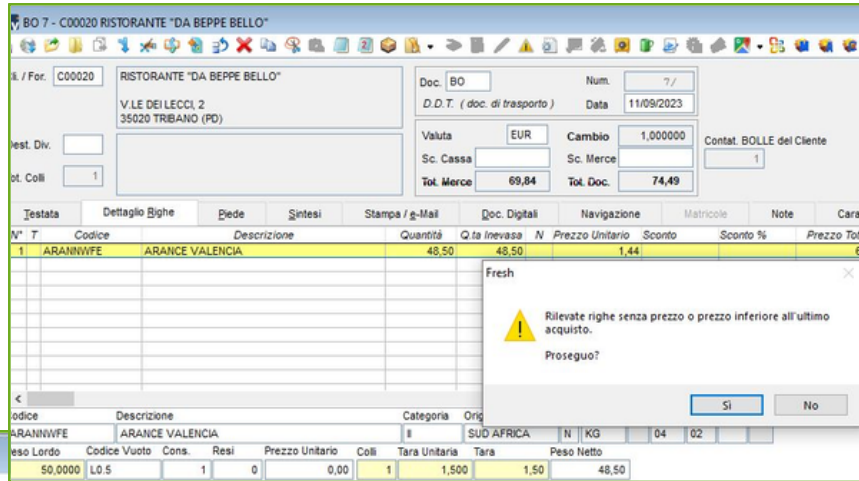 BO 7 - C00020 RISTORANTE "DA BEPPE BELLO"
/ For. C00020 RISTORANTE "DA BEPPE BELLO" Doc. BO Num. 7/
V.LE DEI LECCI, 2 D.D.T. ( doc. di trasporto ) Data 11/09/2023
35020 TRIBANO (PD)
Valuta EUR Cambio 1,000000 Contat. BOLLE del Cliente
Dest. Div. Sc. Cassa Sc. Merce 1
ot. Colli 1 Tot. Merce 69,84 Tot. Doc. 74,49
Testata Dettaglio Righe Piede Sintesi Stampa / e-Mail Doc. Digitali Navigazione Matricole Note Cara
N° T Codice Descrizione Quantità Q.ta Inevasa N Prezzo Unitario Sconto Sconto % Prezzo Tot
1 ARANNWFE ARANCE VALENCIA 48,50 48,50 1,44 6
Fresh
Rilevate righe senza prezzo o prezzo inferiore all'ultimo
acquisto.
Proseguo?
Sì No
odice Descrizione Categoria Orig
ARANNWFE ARANCE VALENCIA II SUD AFRICA N KG 04 02
eso Lordo Codice Vuoto Cons. Resi Prezzo Unitario Colli Tara Unitaria Tara Peso Netto
50,0000 L0.5 1 0 0,00 1 1,500 1,50 48,50